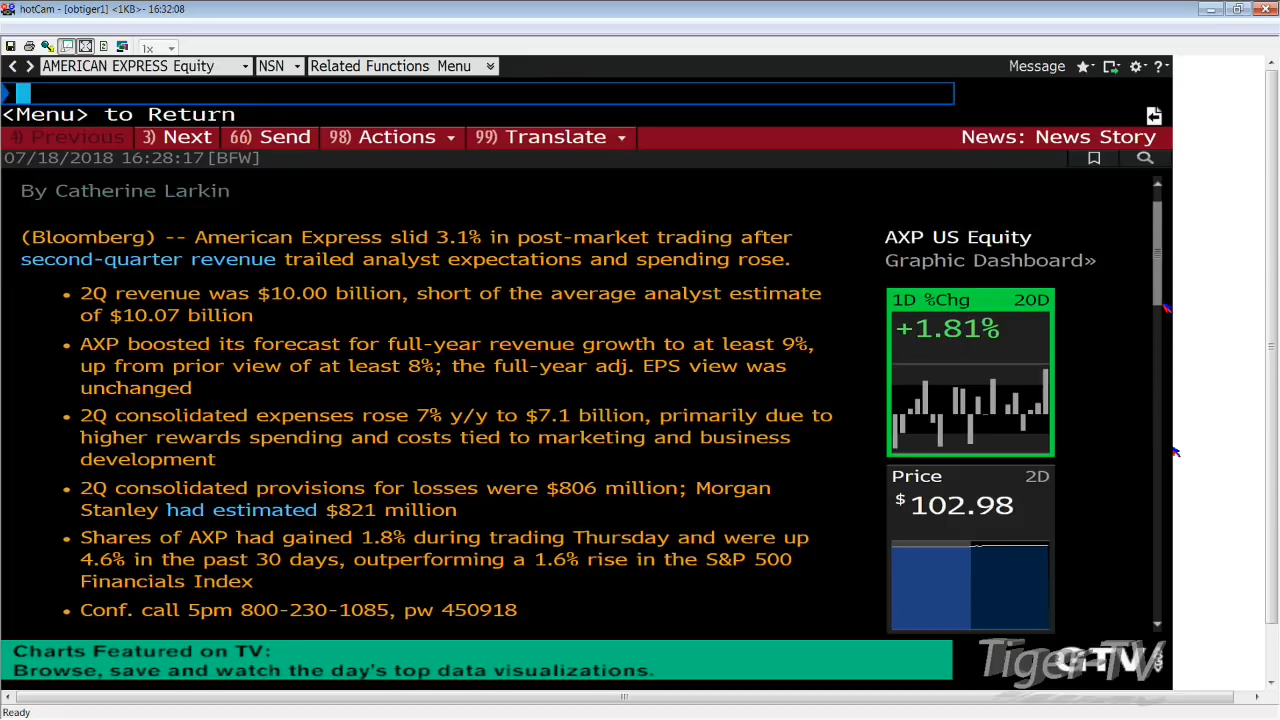 hotCam - [obtiger1] <1KB>- 16:32:08
1x
AMERICAN EXPRESS Equity NSN Related Functions Menu Message
<Menu> to Return
4) Previous 3) Next 66) Send 98) Actions 99) Translate News: News Story
07/18/2018 16:28:17[BFW]
By Catherine Larkin
(Bloomberg) -- American Express slid 3.1% in post-market trading after
second-quarter revenue trailed analyst expectations and spending rose.
• 2Q revenue was $10.00 billion, short of the average analyst estimate
of $10.07 billion
• AXP boosted its forecast for full-year revenue growth to at least 9%,
up from prior view of at least 8%; the full-year adj. EPS view was
unchanged
• 2Q consolidated expenses rose 7% y/y to $7.1 billion, primarily due to
higher rewards spending and costs tied to marketing and business
development
• 2Q consolidated provisions for losses were $806 million; Morgan
Stanley had estimated $821 million
• Shares of AXP had gained 1.8% during trading Thursday and were up
4.6% in the past 30 days, outperforming a 1.6% rise in the S&P 500
Financials Index
• Conf. call 5pm 800-230-1085, pw 450918
AXP US Equity
Graphic Dashboard»
1D %Chg 20D
+1.81%
Price 2D
$102.98
Charts Featured on TV:
Browse, save and watch the day's top data visualizations.
Tiger TV
Ready